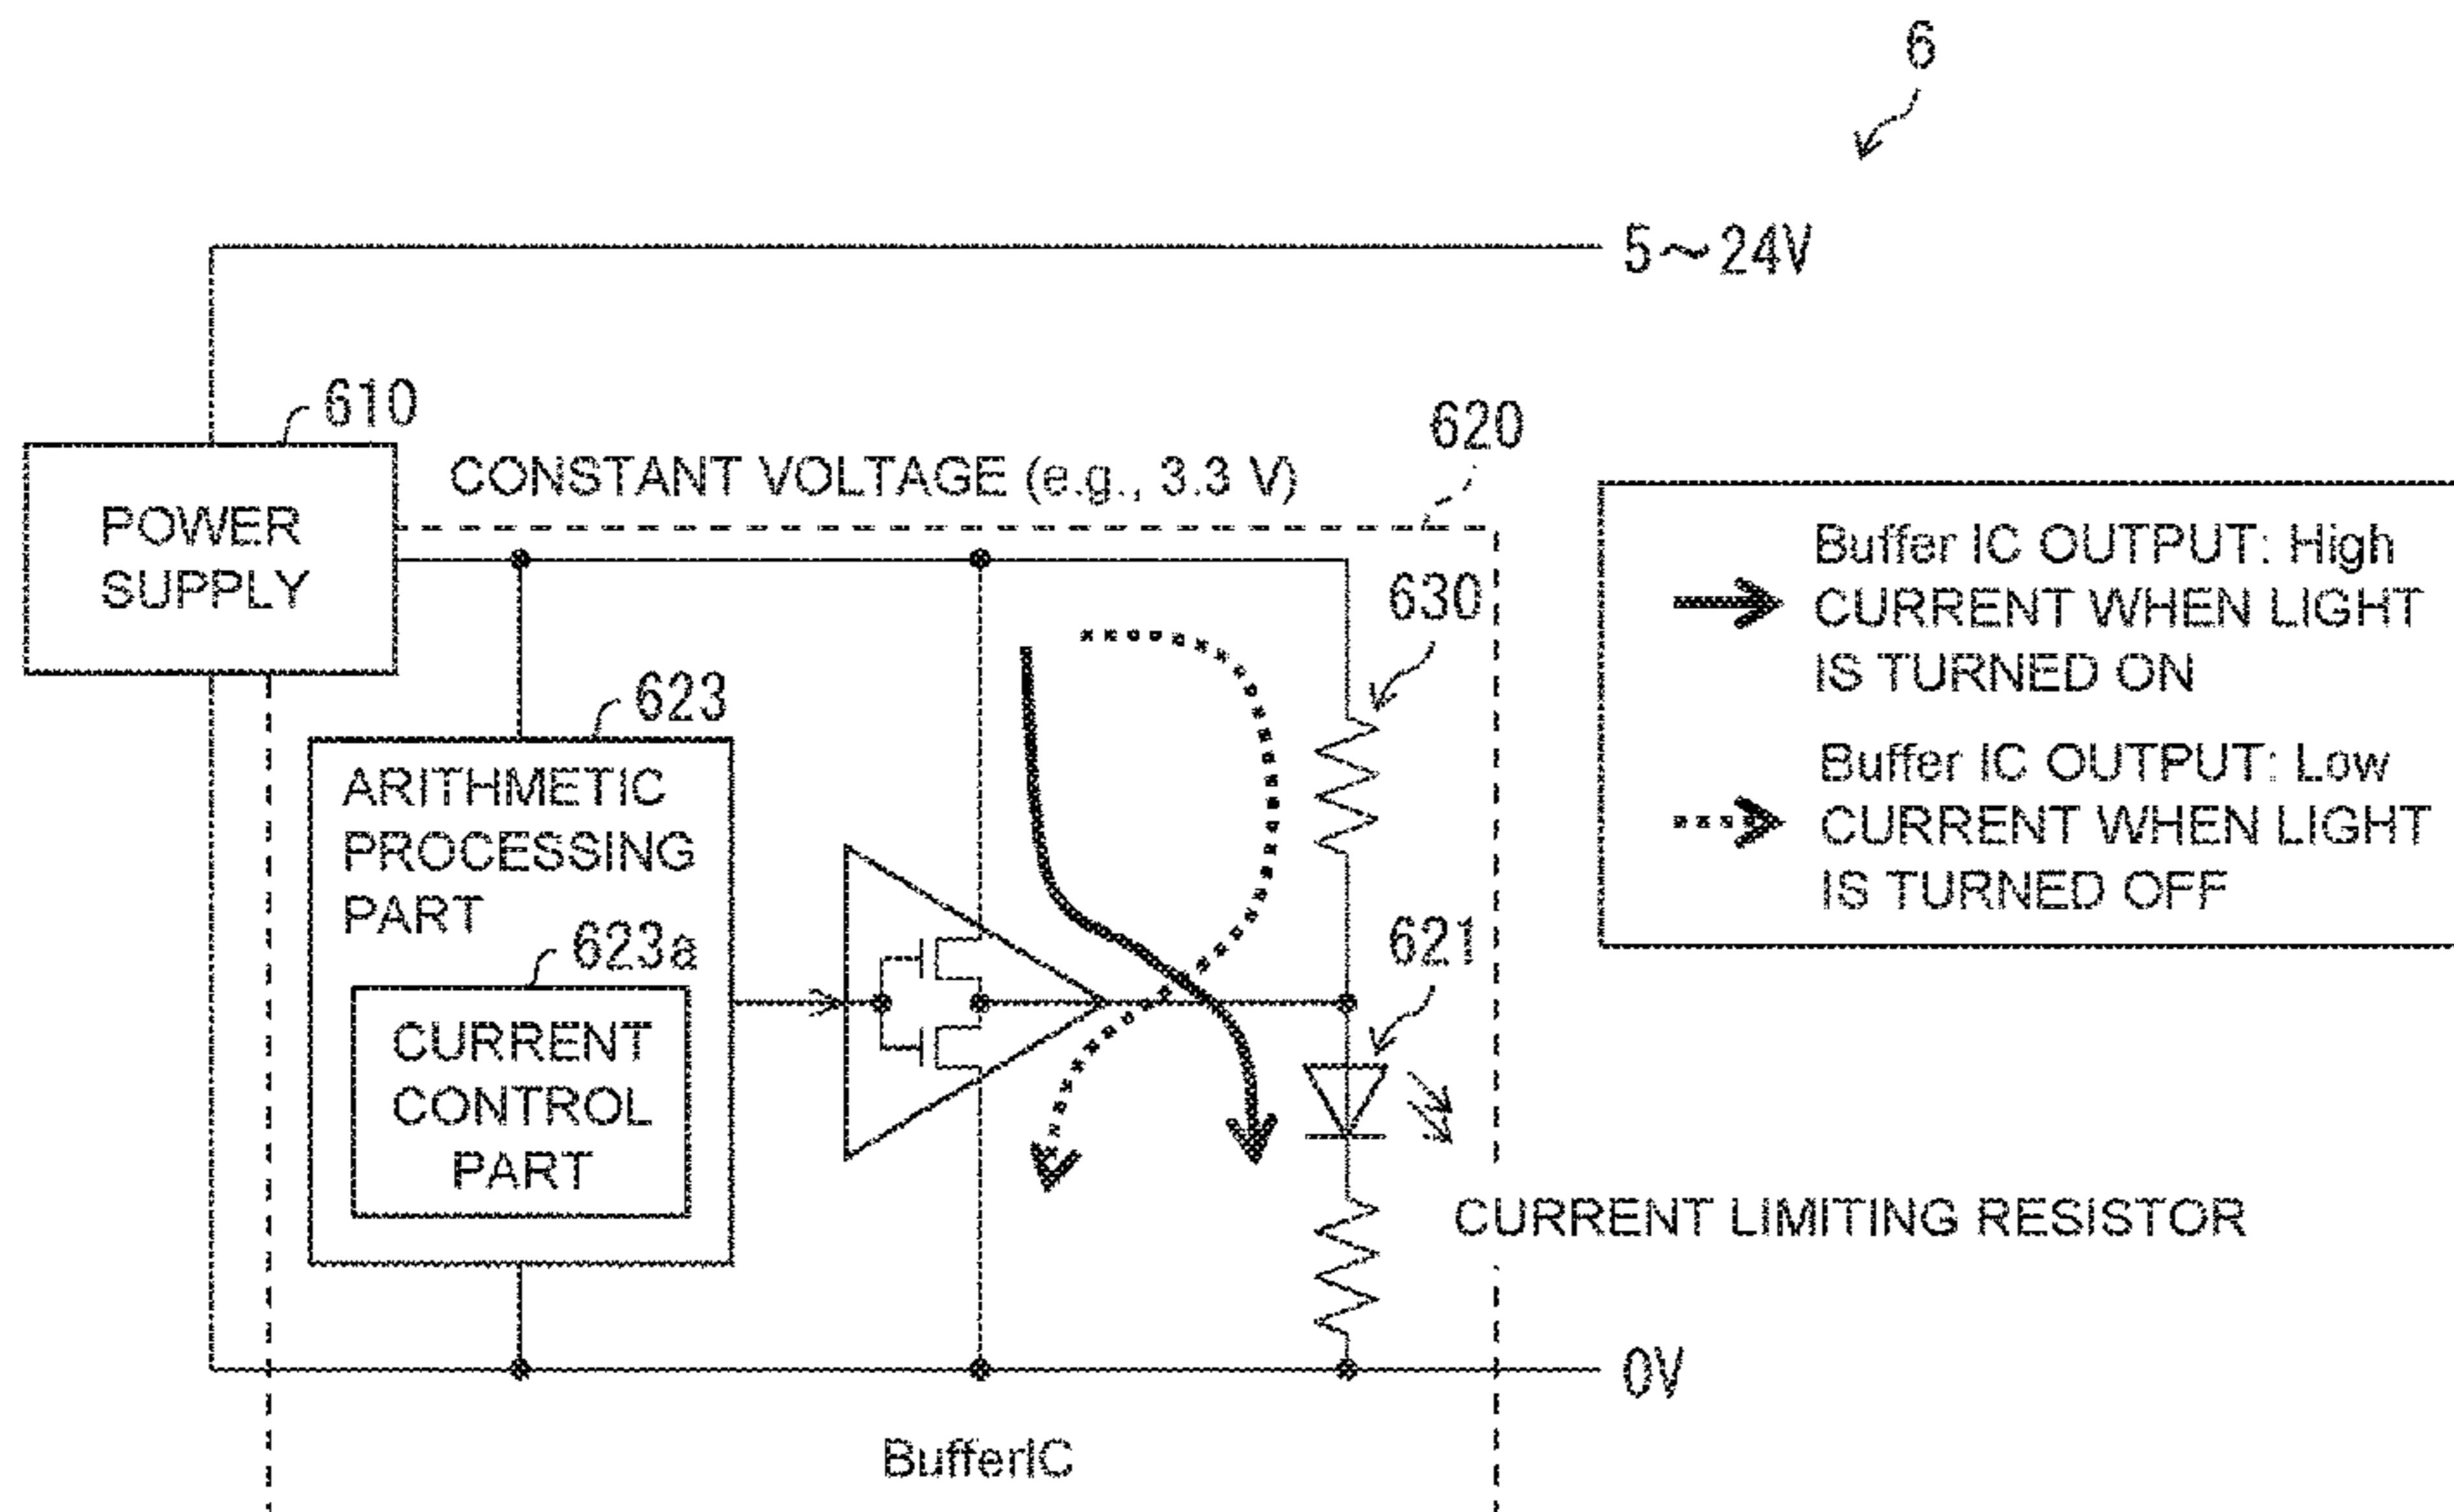 6
5~24V
610
620
CONSTANT VOLTAGE (e.g., 3.3 V)
POWER
SUPPLY
630
Buffer IC OUTPUT: High
CURRENT WHEN LIGHT
IS TURNED ON
Buffer IC OUTPUT: Low
CURRENT WHEN LIGHT
IS TURNED OFF
623
ARITHMETIC
PROCESSING
PART
623a
CURRENT
CONTROL
PART
621
CURRENT LIMITING RESISTOR
0V
BufferIC